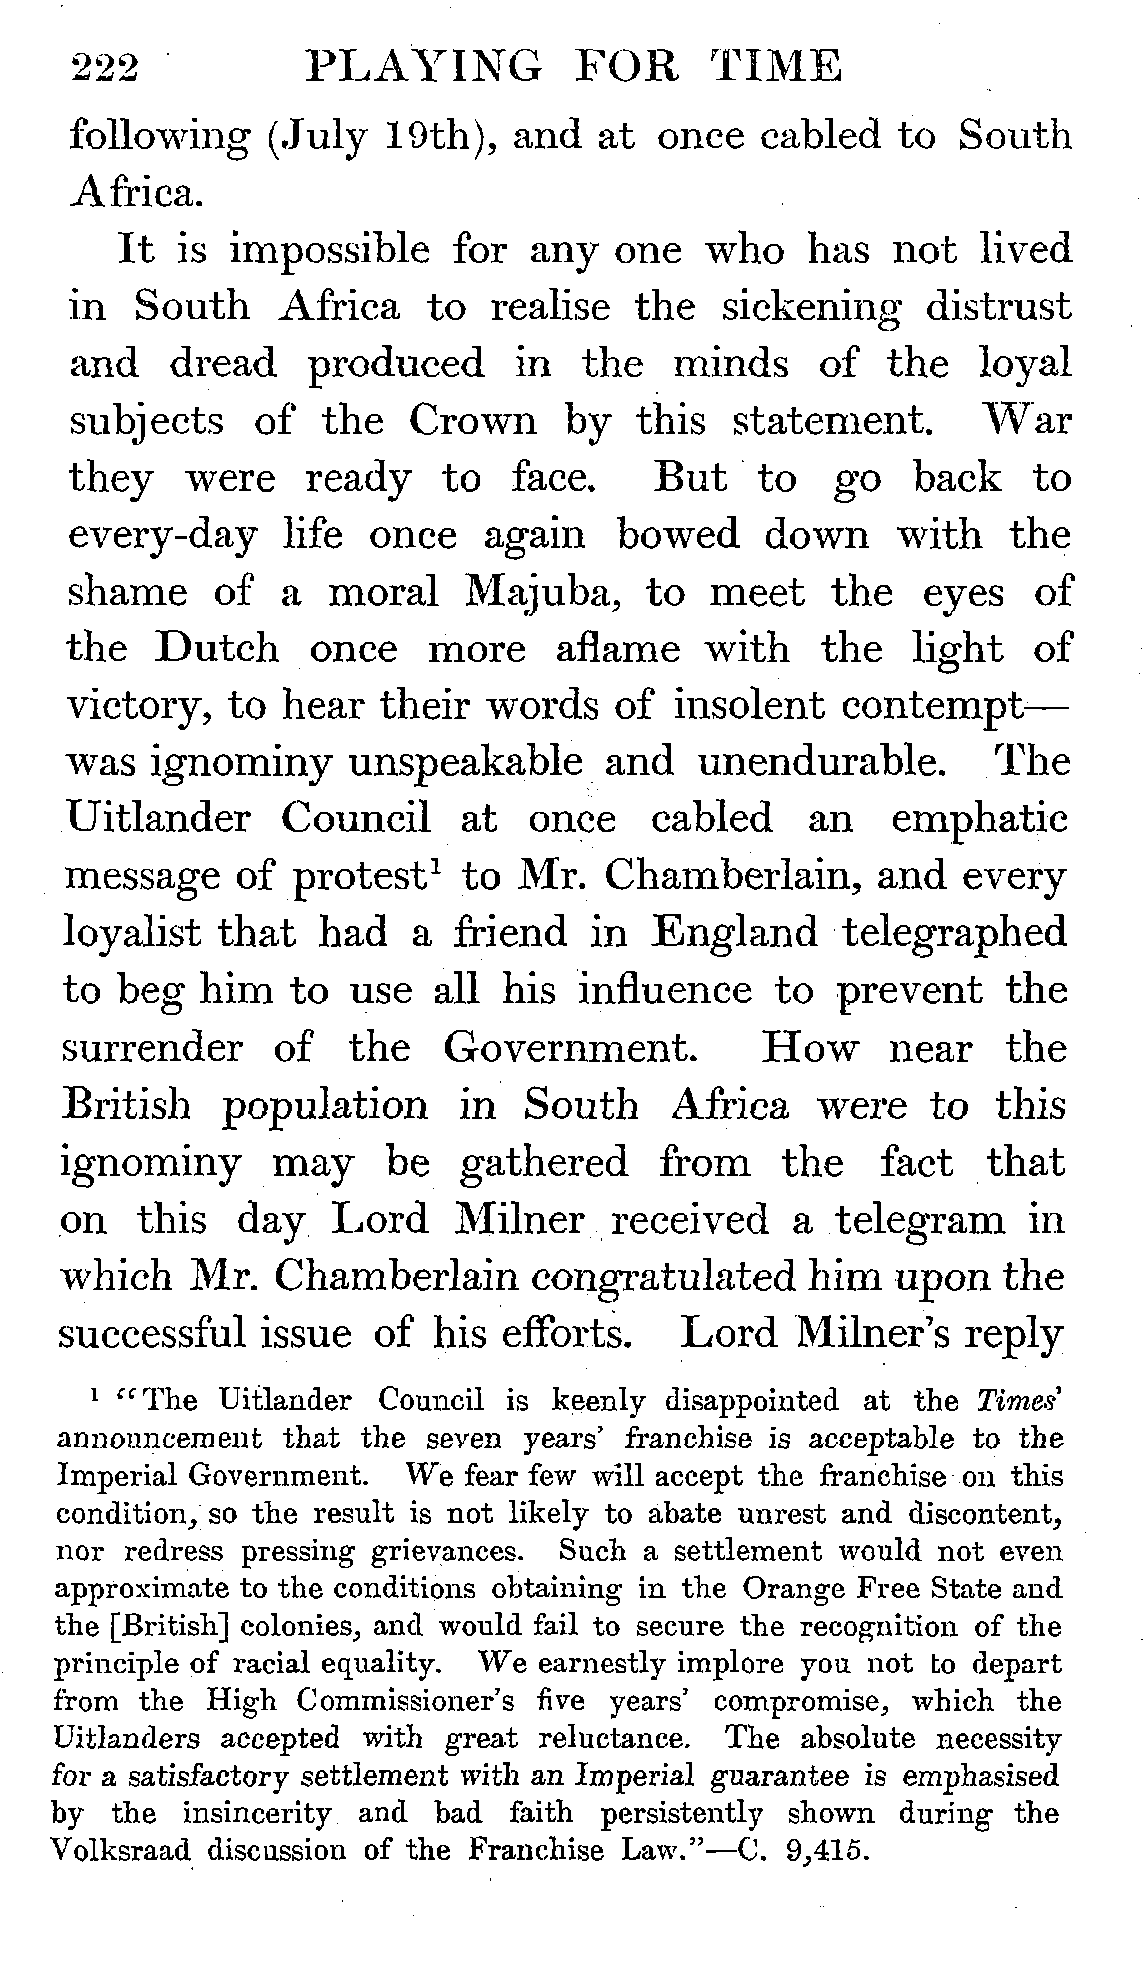 222 PLAYING FOR TIME
following (July 19th), and at once cabled to South
Africa.
It is impossible for any one who has not lived
in South Africa to realise the sickening distrust
and dread produced in the minds of the loyal
subjects of the Crown by this statement. War
they were ready to face. But to go back to
every-day life once again bowed down with the
shame of a moral Majuba, to meet the eyes of
the Dutch once more aflame with the light of
victory, to hear their words of insolent contempt—
was ignominy unspeakable and unendurable. The
Uitlander Council at once cabled an emphatic
message of protest¹ to Mr. Chamberlain, and every
loyalist that had a friend in England telegraphed
to beg him to use all his influence to prevent the
surrender of the Government. How near the
British population in South Africa were to this
ignominy may be gathered from the fact that
on this day Lord Milner received a telegram in
which Mr. Chamberlain congratulated him upon the
successful issue of his efforts. Lord Milner's reply
¹ "The Uitlander Council is keenly disappointed at the Times'
announcement that the seven years' franchise is acceptable to the
Imperial Government. We fear few will accept the franchise on this
condition, so the result is not likely to abate unrest and discontent,
nor redress pressing grievances. Such a settlement would not even
approximate to the conditions obtaining in the Orange Free State and
the [British] colonies, and would fail to secure the recognition of the
principle of racial equality. We earnestly implore you not to depart
from the High Commissioner's five years' compromise, which the
Uitlanders accepted with great reluctance. The absolute necessity
for a satisfactory settlement with an Imperial guarantee is emphasised
by the insincerity and bad faith persistently shown during the
Volksraad discussion of the Franchise Law."—C. 9,415.